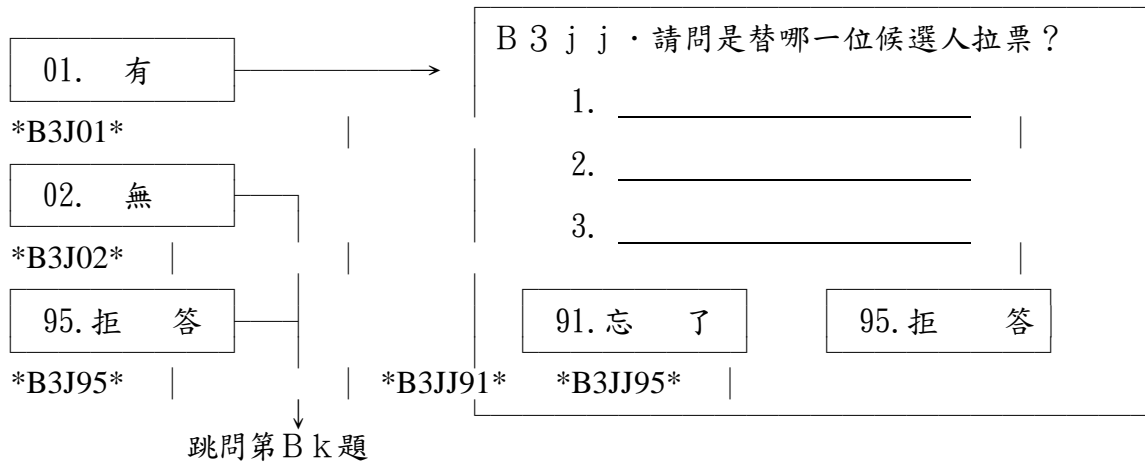 Ｂ３ｊｊ．請問是替哪一位候選人拉票？
01. 有
1.
*B3J01*
02. 無
2.
3.
*B3J02*
95.拒 答
91.忘 了
95.拒 答
*B3J95*
*B3JJ91*
*B3JJ95*
跳問第Ｂｋ題